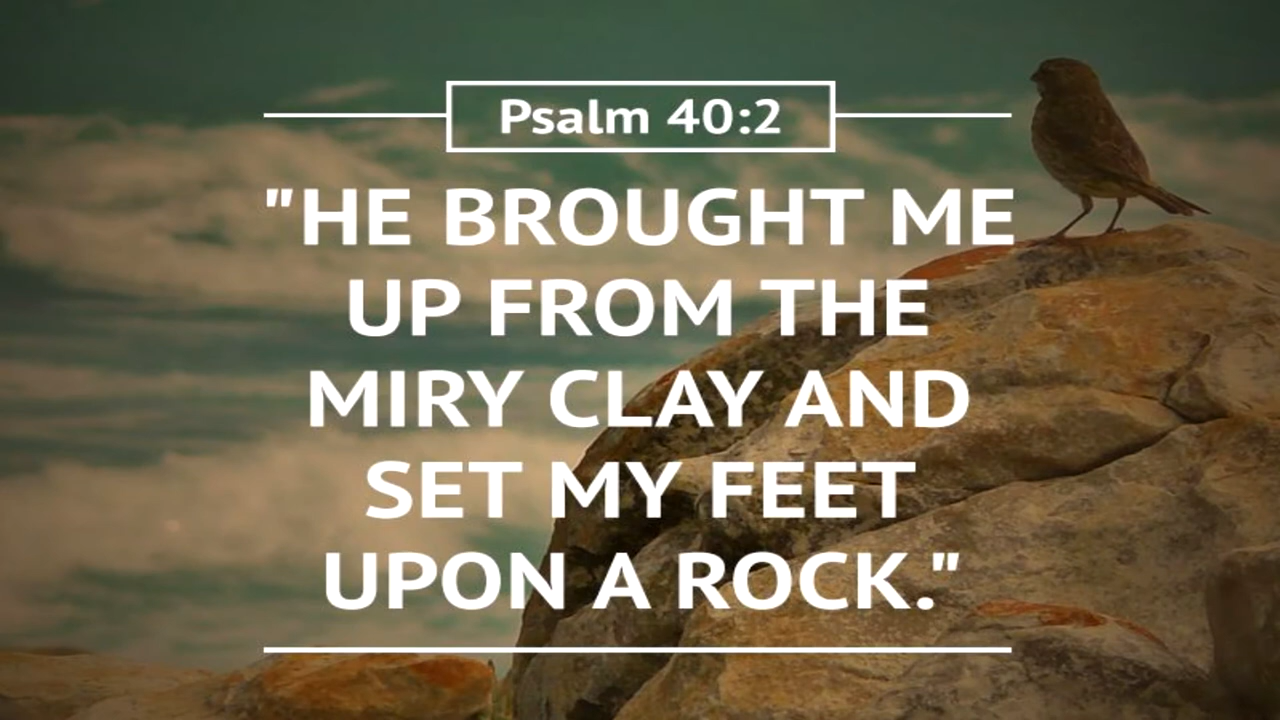 Psalm 40:2
"HE BROUGHT ME
UP FROM THE
MIRY CLAY AND
SET MY FEET
UPON A ROCK."